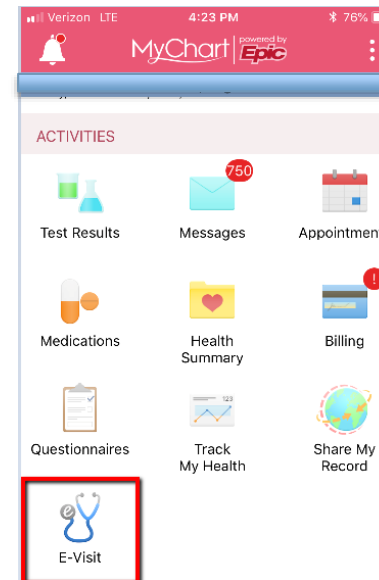 Verizon LTE 4:23 PM 76%
MyChart powered by Epic
ACTIVITIES
750
Test Results Messages Appointment
!
Medications Health Summary Billing
123
Questionnaires Track My Health Share My Record
e
E-Visit